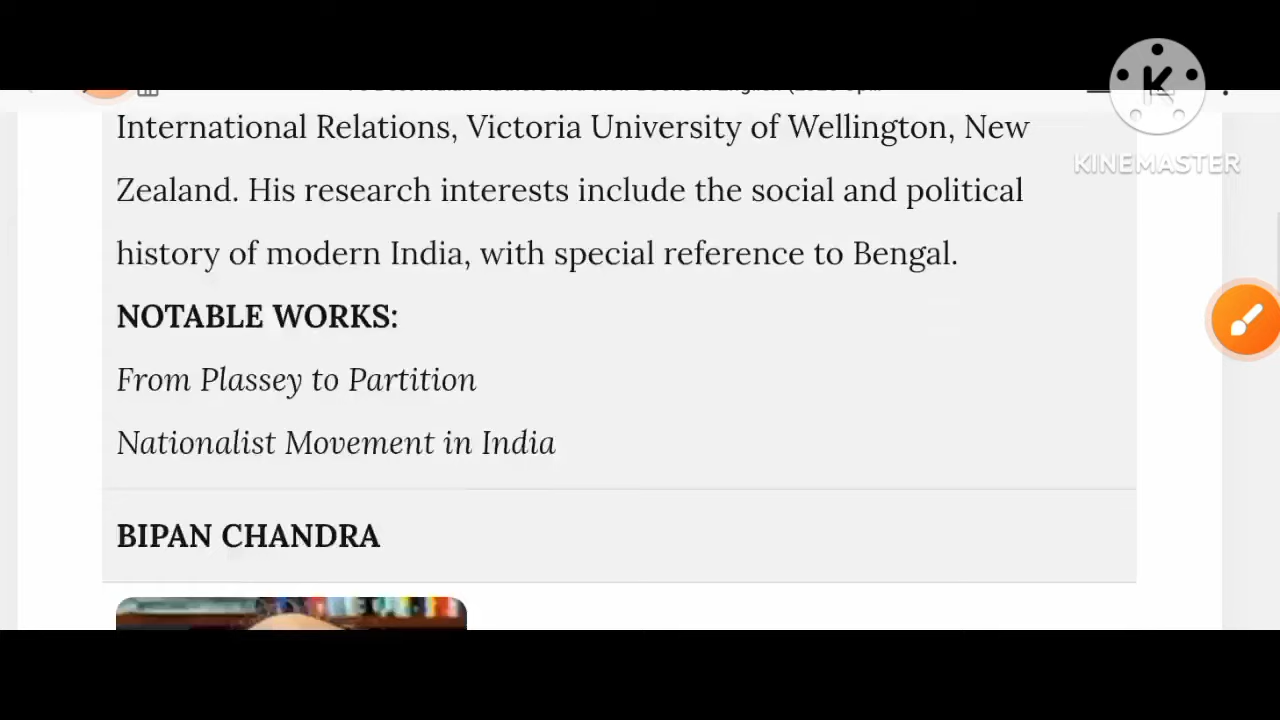 KINEMASTER
International Relations, Victoria University of Wellington, New
Zealand. His research interests include the social and political
history of modern India, with special reference to Bengal.
NOTABLE WORKS:
From Plassey to Partition
Nationalist Movement in India
BIPAN CHANDRA